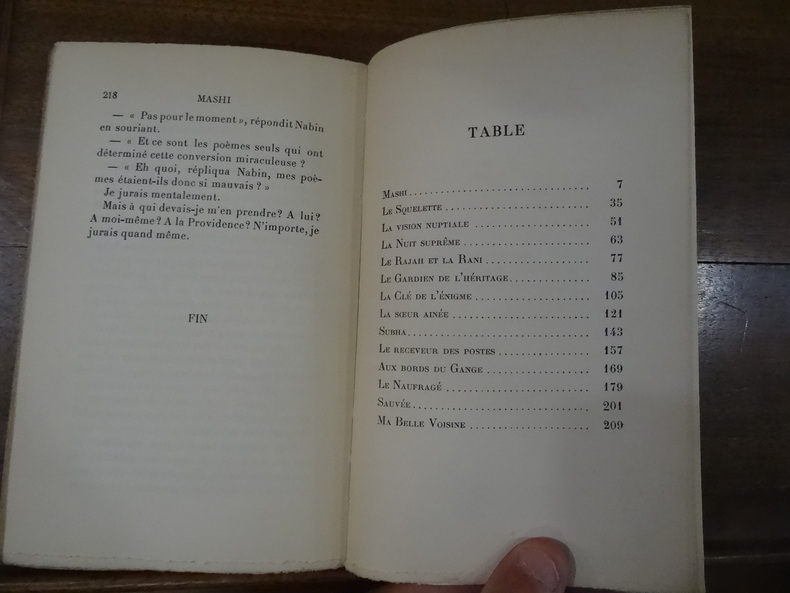 218 MASHI
— « Pas pour le moment », répondit Nabin
en souriant.
— « Et ce sont les poèmes seuls qui ont
déterminé cette conversion miraculeuse ?
— « Eh quoi, répliqua Nabin, mes poè-
mes étaient-ils donc si mauvais ? »
Je jurais mentalement.
Mais à qui devais-je m'en prendre ? A lui ?
A moi-même ? A la Providence ? N'importe, je
jurais quand même.
FIN
TABLE
MASHI . . . . . . . . . . . . . . . . . . . . . . . . . . . . . 7
LE SQUELETTE . . . . . . . . . . . . . . . . . . . . . . . 35
LA VISION NUPTIALE . . . . . . . . . . . . . . . . . . 51
LA NUIT SUPRÊME . . . . . . . . . . . . . . . . . . . . 63
LE RAJAH ET LA RANI . . . . . . . . . . . . . . . . . 77
LE GARDIEN DE L'HÉRITAGE . . . . . . . . . . . . . 85
LA CLÉ DE L'ÉNIGME . . . . . . . . . . . . . . . . . . 105
LA SŒUR AINÉE . . . . . . . . . . . . . . . . . . . . . . 121
SUBHA . . . . . . . . . . . . . . . . . . . . . . . . . . . . . 143
LE RECEVEUR DES POSTES . . . . . . . . . . . . . . 157
AUX BORDS DU GANGE . . . . . . . . . . . . . . . . . 169
LE NAUFRAGÉ . . . . . . . . . . . . . . . . . . . . . . . 179
SAUVÉE . . . . . . . . . . . . . . . . . . . . . . . . . . . . 201
MA BELLE VOISINE . . . . . . . . . . . . . . . . . . . 209